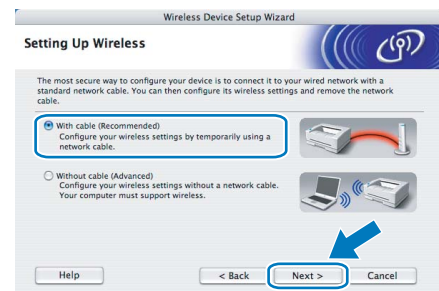 Wireless Device Setup Wizard
Setting Up Wireless
The most secure way to configure your device is to connect it to your wired network with a
standard network cable. You can then configure its wireless settings and remove the network
cable.
With cable (Recommended)
Configure your wireless settings by temporarily using a
network cable.
Without cable (Advanced)
Configure your wireless settings without a network cable.
Your computer must support wireless.
Help
< Back
Next >
Cancel